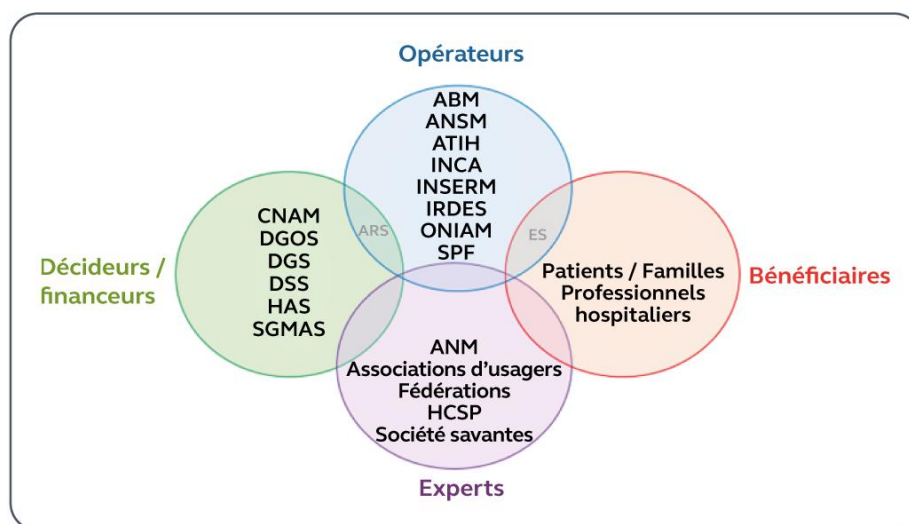 Opérateurs
ABM
ANSM
ATIH
INCA
INSERM
IRDES
ONIAM
SPF
ARS
ES
Décideurs /
financeurs
CNAM
DGOS
DGS
DSS
HAS
SGMAS
Patients / Familles
Professionnels
hospitaliers
Bénéficiaires
ANM
Associations d'usagers
Fédérations
HCSP
Société savantes
Experts